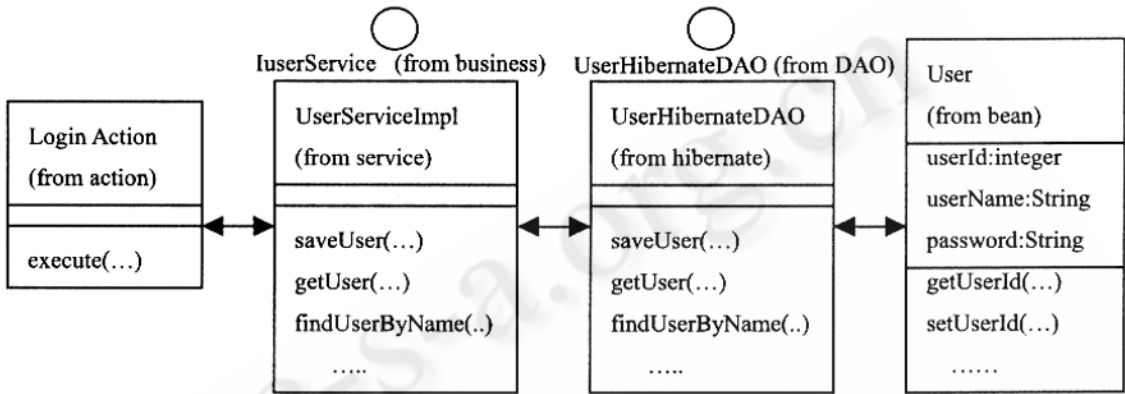 IuserService (from business)
UserHibernateDAO (from DAO)
Login Action
(from action)
execute(…)
UserServiceImpl
(from service)
saveUser(…)
getUser(…)
findUserByName(..)
…..
UserHibernateDAO
(from hibernate)
saveUser(…)
getUser(…)
findUserByName(..)
…..
User
(from bean)
userId:integer
userName:String
password:String
getUserId(…)
setUserId(…)
……